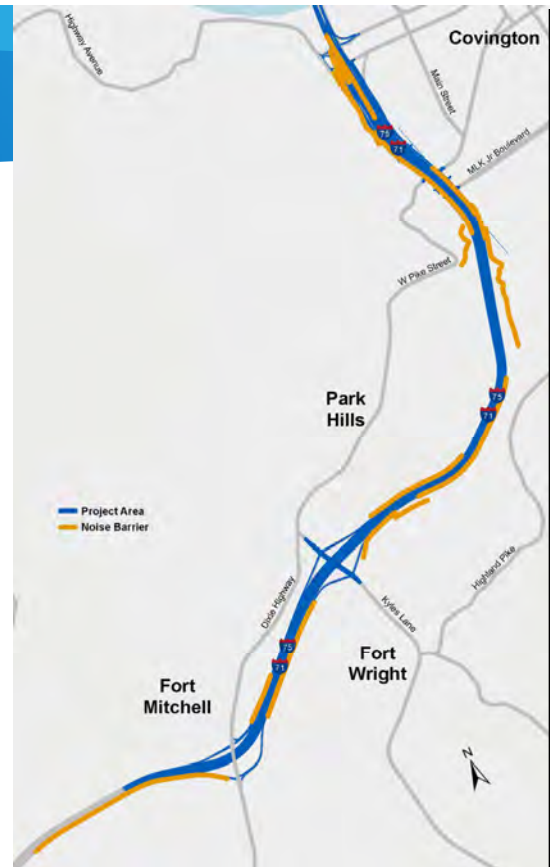 Highway Avenue
Covington
Main Street
75
71
MLK Jr Boulevard
W Pike Street
75
71
Park
Hills
Project Area
Noise Barrier
Highland Pike
Dixie Highway
Kyles Lane
75
71
Fort
Wright
Fort
Mitchell
N